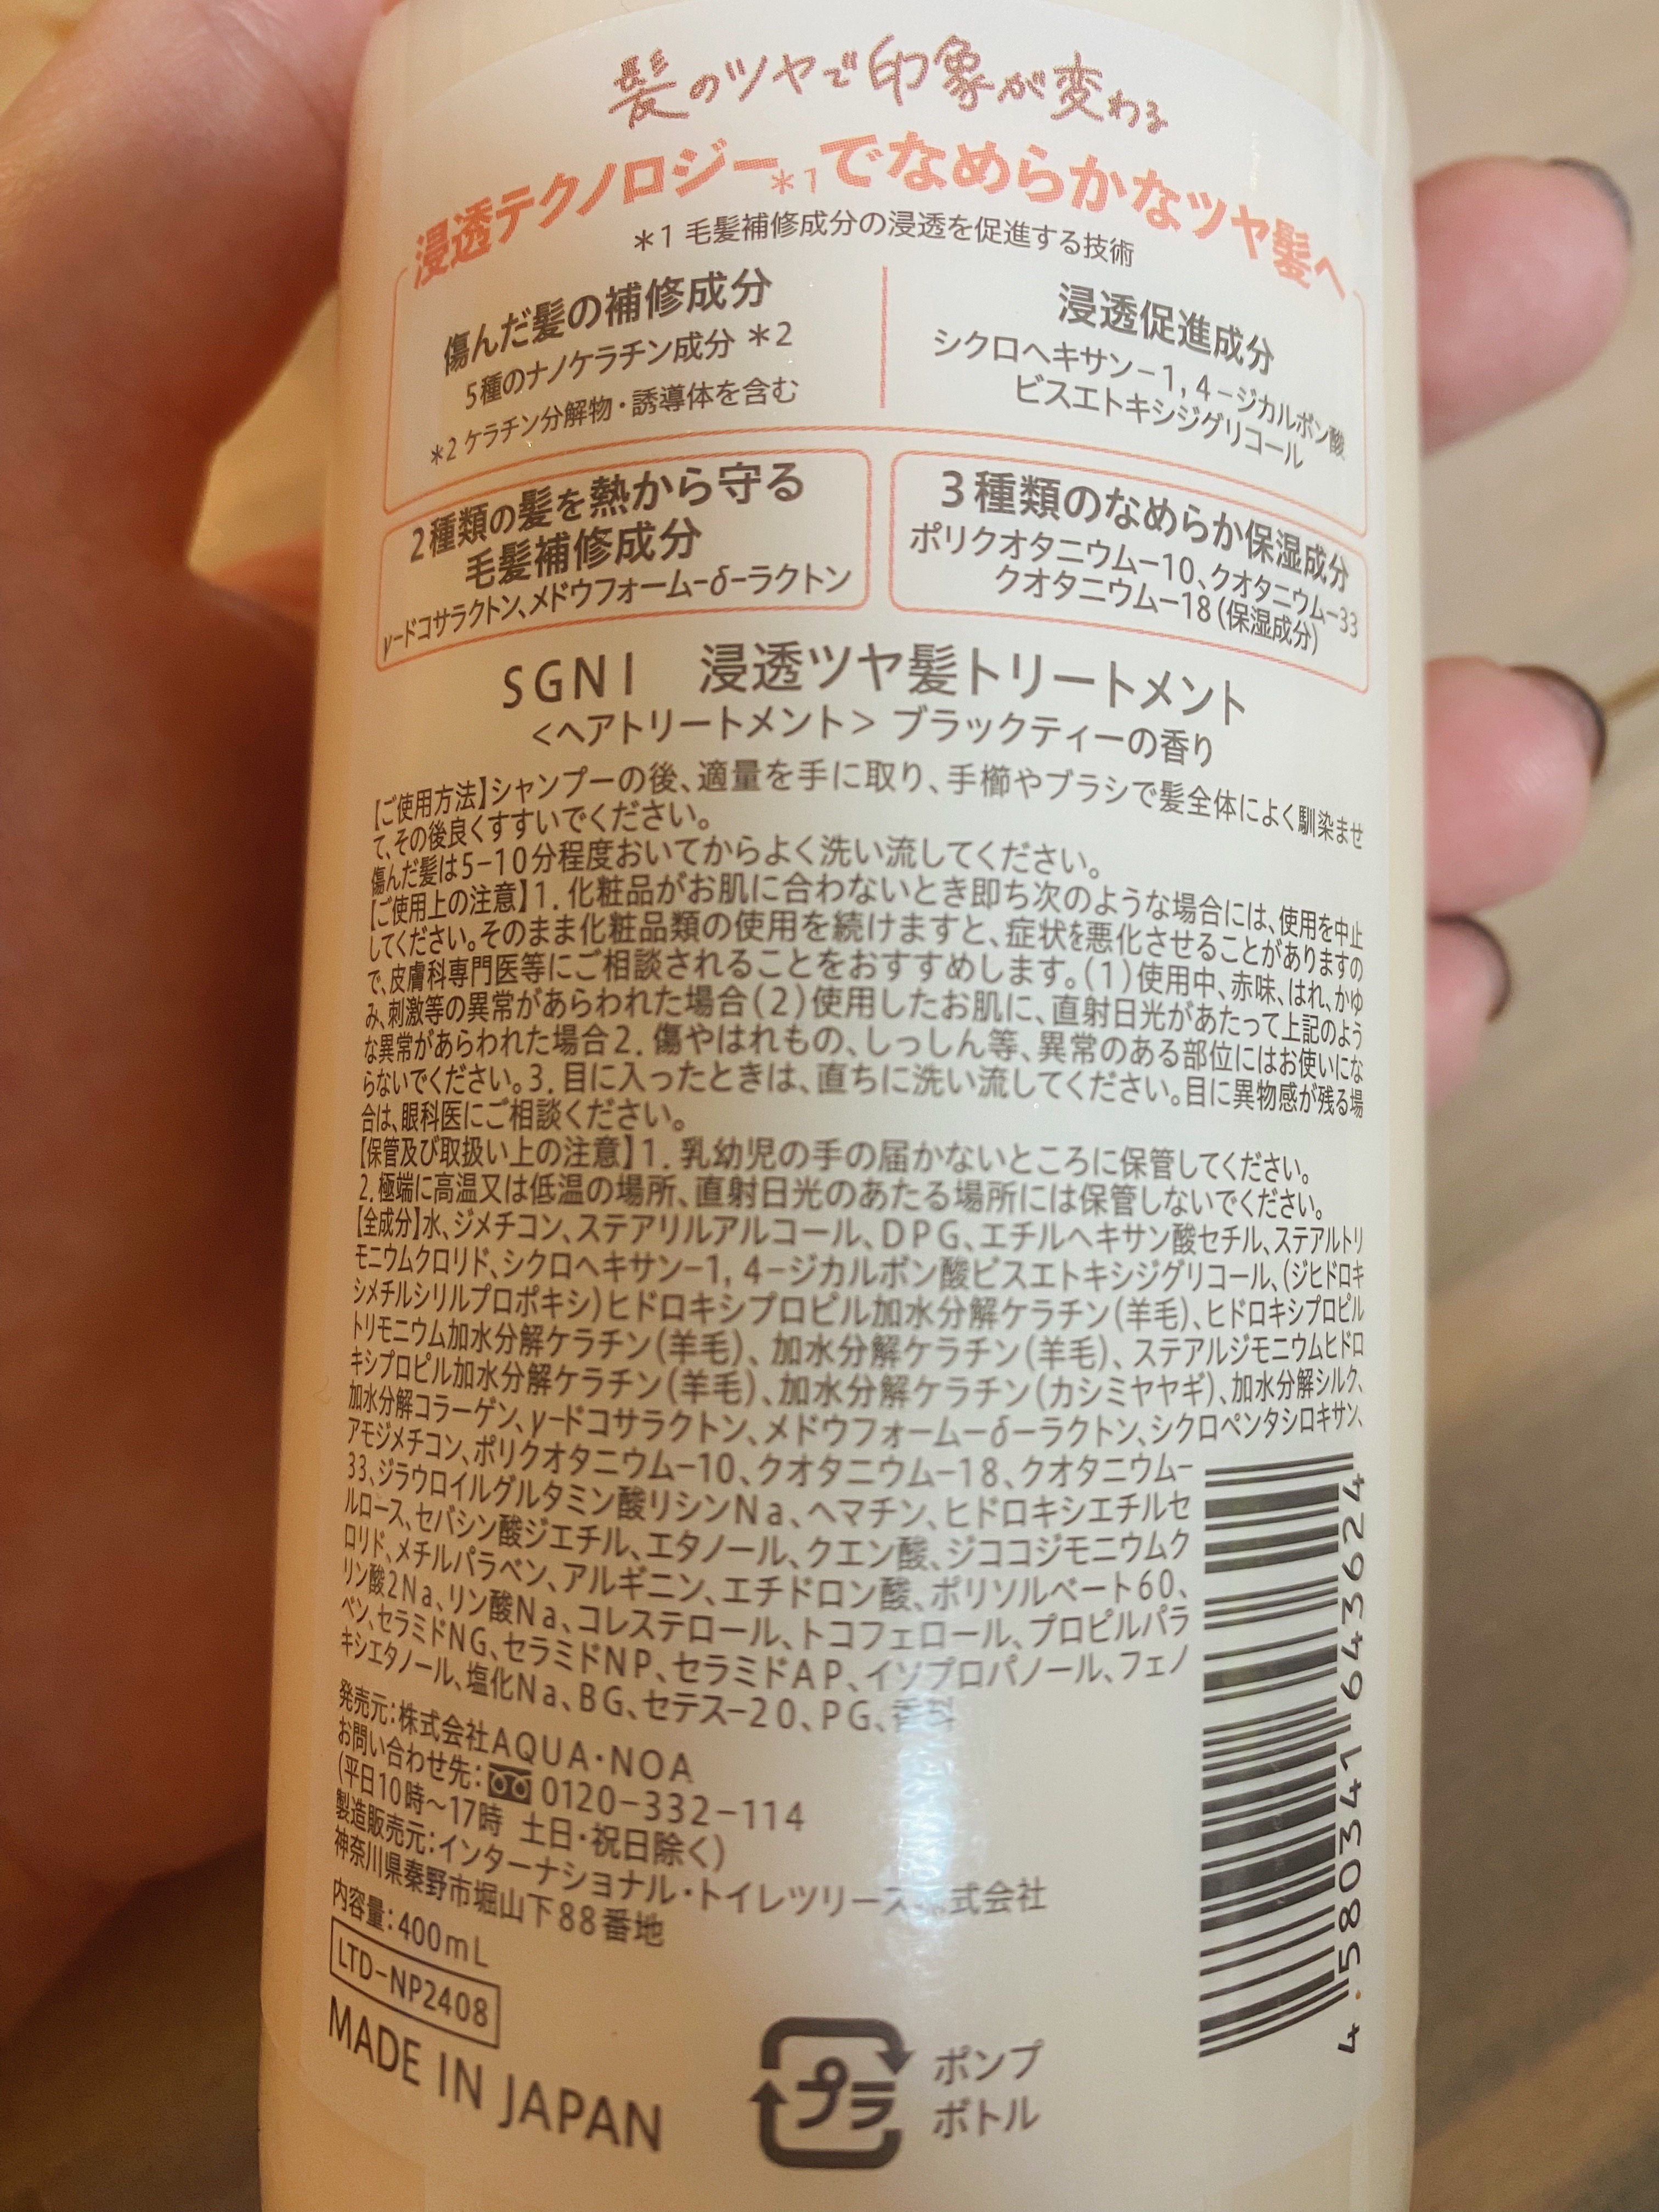 髪のツヤで印象が変わる
浸透テクノロジー*1でなめらかなツヤ髪へ
*1 毛髪補修成分の浸透を促進する技術
傷んだ髪の補修成分
5種のナノケラチン成分 *2
*2 ケラチン分解物・誘導体を含む
浸透促進成分
シクロヘキサン-1,4-ジカルボン酸
ビスエトキシジグリコール
2種類の髪を熱から守る
毛髪補修成分
γ-ドコサラクトン、メドウフォーム-δ-ラクトン
3種類のなめらか保湿成分
ポリクオタニウム-10、クオタニウム-33
クオタニウム-18(保湿成分)
SGNI 浸透ツヤ髪トリートメント
<ヘアトリートメント> ブラックティーの香り
【ご使用方法】シャンプーの後、適量を手に取り、手櫛やブラシで髪全体によく馴染ませ
て、その後良くすすいでください。
傷んだ髪は5-10分程度おいてからよく洗い流してください。
【ご使用上の注意】1. 化粧品がお肌に合わないとき即ち次のような場合には、使用を中止
してください。そのまま化粧品類の使用を続けますと、症状を悪化させることがありますの
で、皮膚科専門医等にご相談されることをおすすめします。(1)使用中、赤味、はれ、かゆ
み、刺激等の異常があらわれた場合(2)使用したお肌に、直射日光があたって上記のよう
な異常があらわれた場合2. 傷やはれもの、しっしん等、異常のある部位にはお使いにな
らないでください。3. 目に入ったときは、直ちに洗い流してください。目に異物感が残る場
合は、眼科医にご相談ください。
【保管及び取扱い上の注意】1. 乳幼児の手の届かないところに保管してください。
2. 極端に高温又は低温の場所、直射日光のあたる場所には保管しないでください。
【全成分】水、ジメチコン、ステアリルアルコール、DPG、エチルヘキサン酸セチル、ステアルトリ
モニウムクロリド、シクロヘキサン-1, 4-ジカルボン酸ビスエトキシジグリコール、(ジヒドロキ
シメチルシリルプロポキシ)ヒドロキシプロピル加水分解ケラチン(羊毛)、ヒドロキシプロピル
トリモニウム加水分解ケラチン(羊毛)、加水分解ケラチン(羊毛)、ステアルジモニウムヒドロ
キシプロピル加水分解ケラチン(羊毛)、加水分解ケラチン(カシミヤヤギ)、加水分解シルク、
加水分解コラーゲン、γ-ドコサラクトン、メドウフォーム-δ-ラクトン、シクロペンタシロキサン、
アモジメチコン、ポリクオタニウム-10、クオタニウム-18、クオタニウム-
33、ジラウロイルグルタミン酸リシンNa、ヘマチン、ヒドロキシエチルセ
ルロース、セバシン酸ジエチル、エタノール、クエン酸、ジココジモニウムク
ロリド、メチルパラベン、アルギニン、エチドロン酸、ポリソルベート60、
リン酸2Na、リン酸Na、コレステロール、トコフェロール、プロピルパラ
ベン、セラミドNG、セラミドNP、セラミドAP、イソプロパノール、フェノ
キシエタノール、塩化Na、BG、セテス-20、PG、香料
発売元:株式会社AQUA・NOA
お問い合わせ先: 0120-332-114
(平日10時～17時 土日・祝日除く)
製造販売元:インターナショナル・トイレツリース株式会社
神奈川県秦野市堀山下88番地
内容量:400mL
LTD-NP2408
MADE IN JAPAN
プラ
ポンプ
ボトル
4 580341 643624